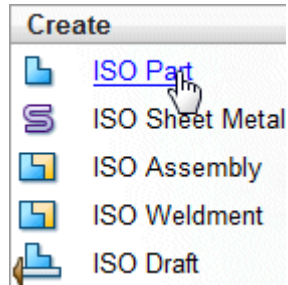 Create
ISO Part
ISO Sheet Metal
ISO Assembly
ISO Weldment
ISO Draft